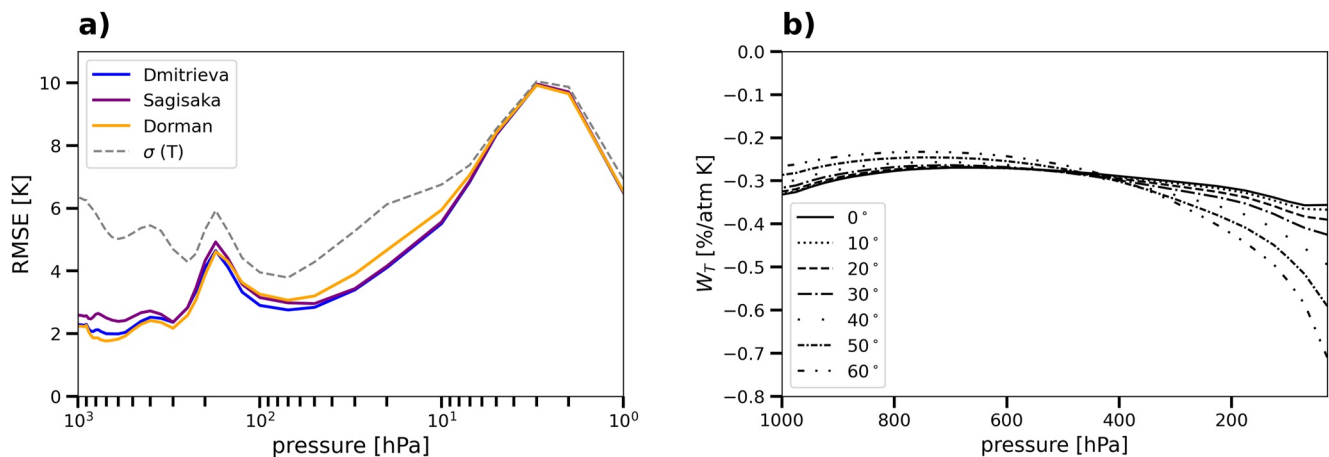 a)
RMSE [K]
10
8
6
4
2
0
Dmitrieva
Sagisaka
Dorman
σ (T)
10³ 10² 10¹ 10⁰
pressure [hPa]
b)
W_T [%/atm K]
0.0
−0.1
−0.2
−0.3
−0.4
−0.5
−0.6
−0.7
−0.8
0°
10°
20°
30°
40°
50°
60°
1000 800 600 400 200
pressure [hPa]